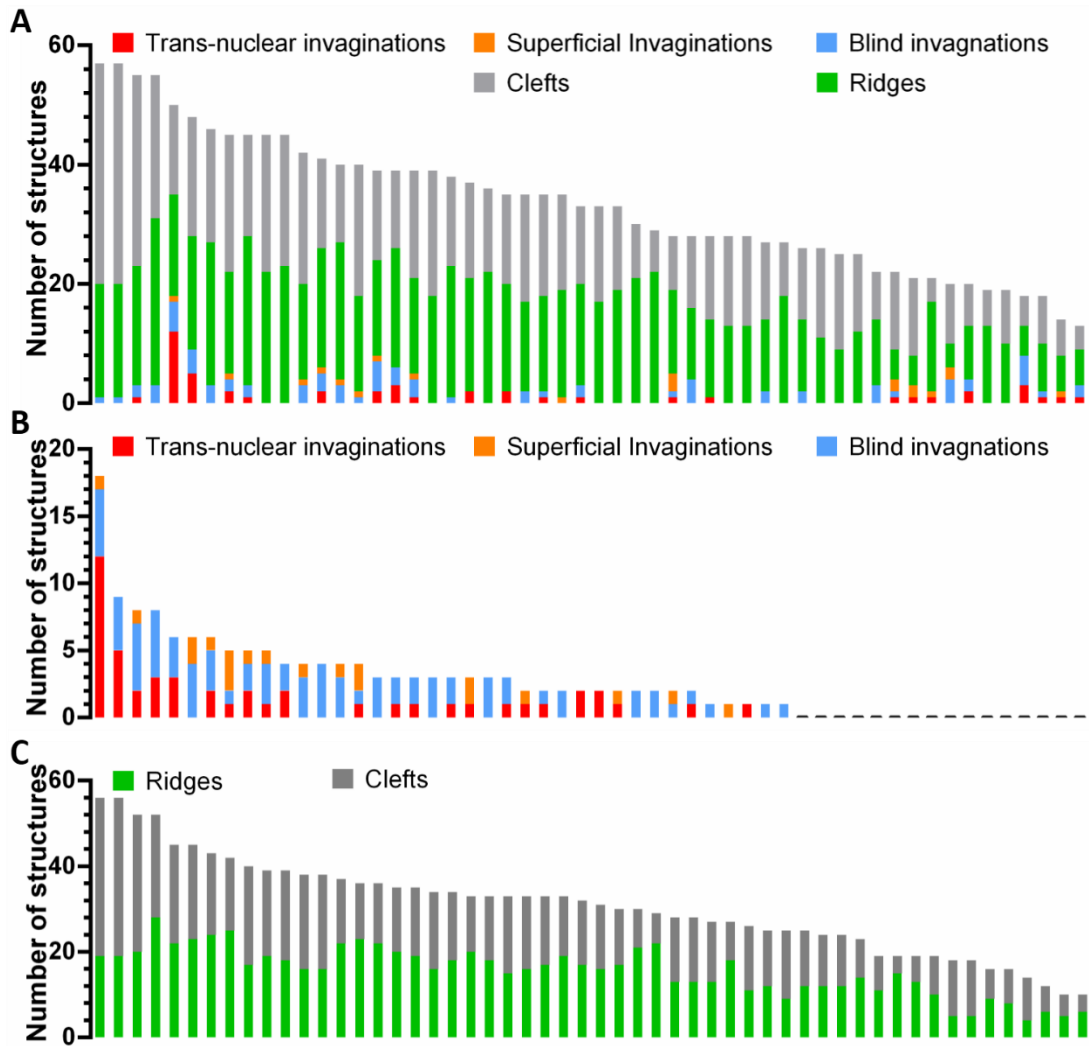 A
60
Trans-nuclear invaginations
Superficial Invaginations
Blind invagnations
Clefts
Ridges
40
20
0
Number of structures
B
20
Trans-nuclear invaginations
Superficial Invaginations
Blind invagnations
15
10
5
0
Number of structures
C
60
Ridges
Clefts
40
20
0
Number of structures